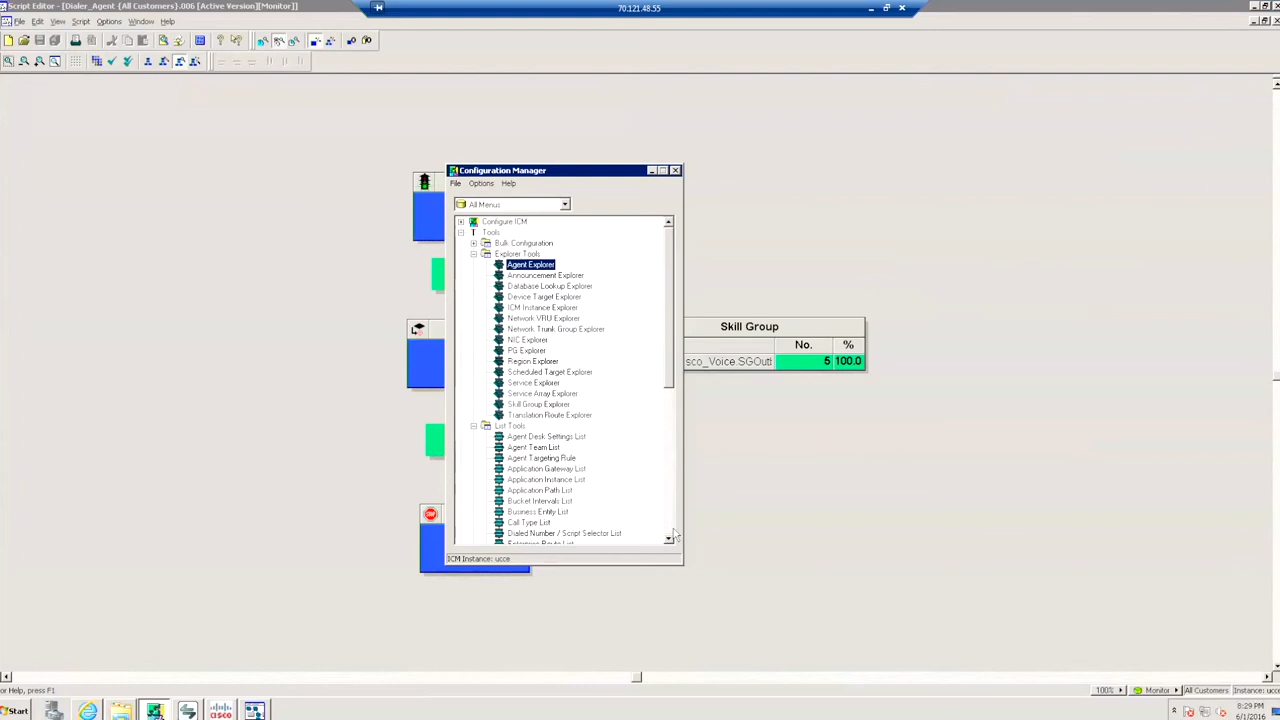 Script Editor - [Dialer_Agent {All Customers}.006 [Active Version][Monitor]]
70.121.48.55
File Edit View Script Options Window Help
Configuration Manager
File Options Help
All Menus
Configure ICM
Tools
Bulk Configuration
Explorer Tools
Agent Explorer
Announcement Explorer
Database Lookup Explorer
Device Target Explorer
ICM Instance Explorer
Network VRU Explorer
Network Trunk Group Explorer
NIC Explorer
PG Explorer
Region Explorer
Scheduled Target Explorer
Service Explorer
Service Array Explorer
Skill Group Explorer
Translation Route Explorer
List Tools
Agent Desk Settings List
Agent Team List
Agent Targeting Rule
Application Gateway List
Application Instance List
Application Path List
Bucket Intervals List
Business Entity List
Call Type List
Dialed Number / Script Selector List
Enterprise Route List
ICM Instance: ucce
Skill Group
No. %
sco_Voice.SGOutl 5 100.0
or Help, press F1
100% Monitor All Customers Instance: ucce
Start
cisco
8:29 PM
6/1/2016